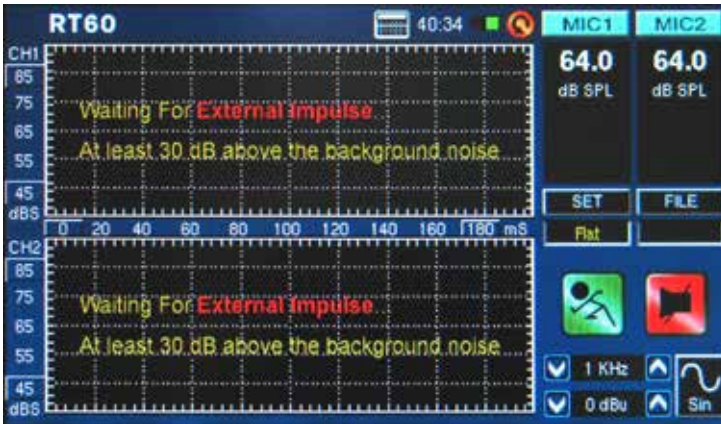 RT60
40:34
MIC1
MIC2
CH1
85
75
65
55
45
dBS
Waiting For External Impulse...
At least 30 dB above the background noise
64.0
dB SPL
64.0
dB SPL
SET
FILE
Flat
0 20 40 60 80 100 120 140 160 180 mS
CH2
85
75
65
55
45
dBS
Waiting For External Impulse...
At least 30 dB above the background noise
1 KHz
0 dBu
Sin